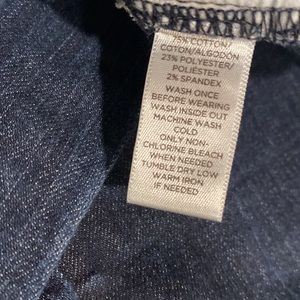 75% COTTON/
COTON/ALGODÓN
23% POLYESTER/
POLIÉSTER
2% SPANDEX
WASH ONCE
BEFORE WEARING
WASH INSIDE OUT
MACHINE WASH
COLD
ONLY NON-
CHLORINE BLEACH
WHEN NEEDED
TUMBLE DRY LOW
WARM IRON
IF NEEDED